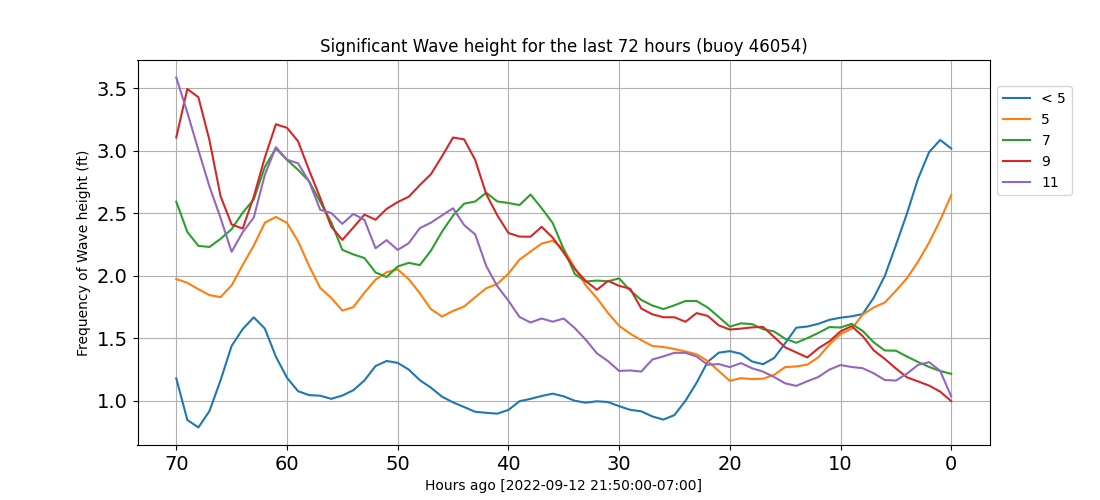 Significant Wave height for the last 72 hours (buoy 46054)
Frequency of Wave height (ft)
3.5
3.0
2.5
2.0
1.5
1.0
70 60 50 40 30 20 10 0
Hours ago [2022-09-12 21:50:00-07:00]
< 5
5
7
9
11